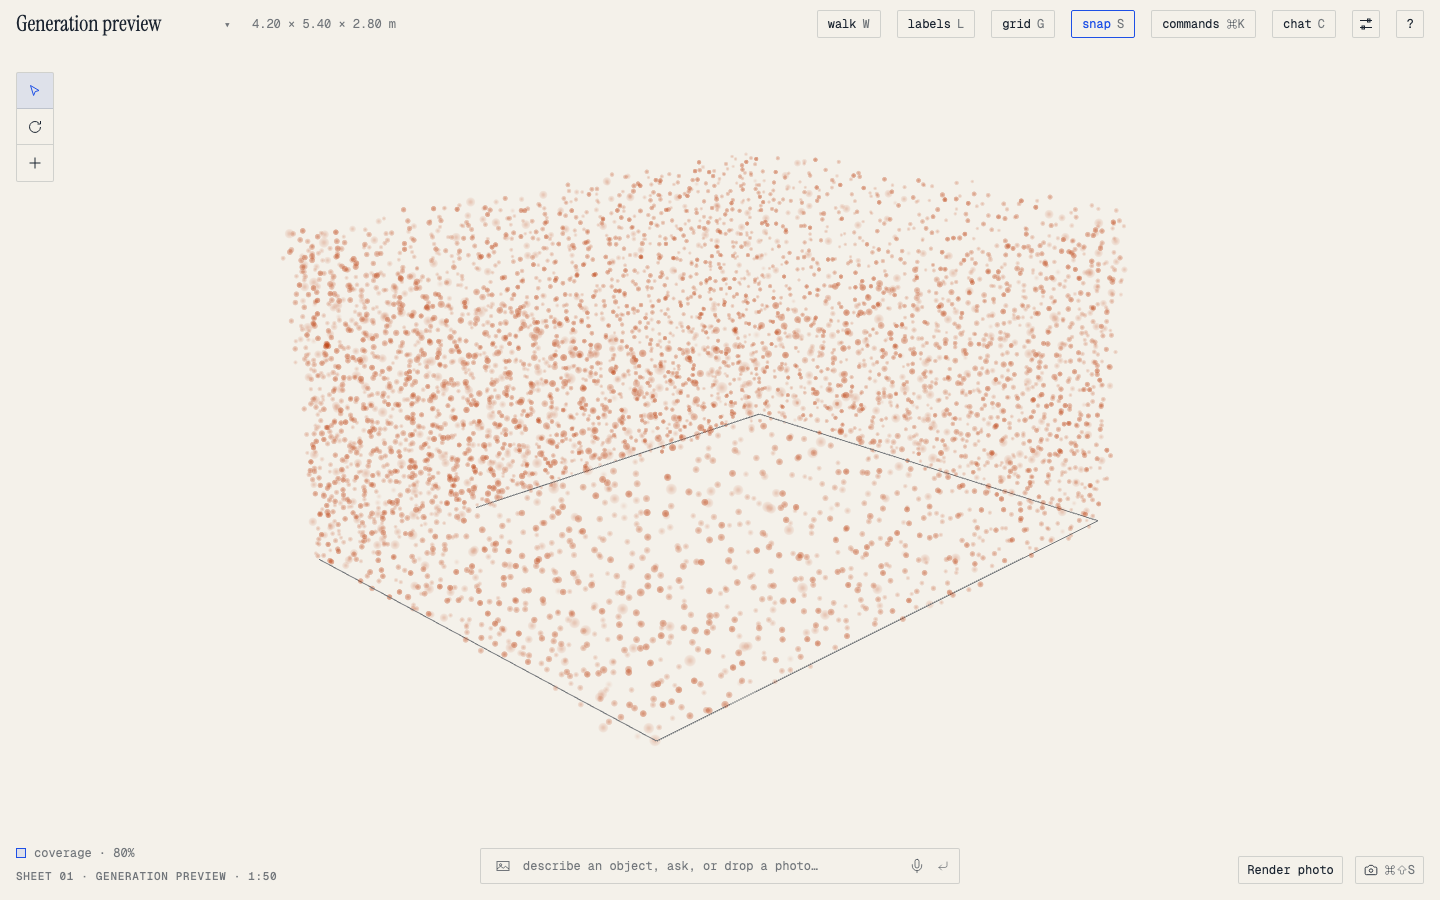 Generation preview ▾ 4.20 × 5.40 × 2.80 m walk W labels L grid G snap S commands ⌘K chat C ?
coverage · 80%
SHEET 01 · GENERATION PREVIEW · 1:50
describe an object, ask, or drop a photo…
Render photo ⌘⇧S